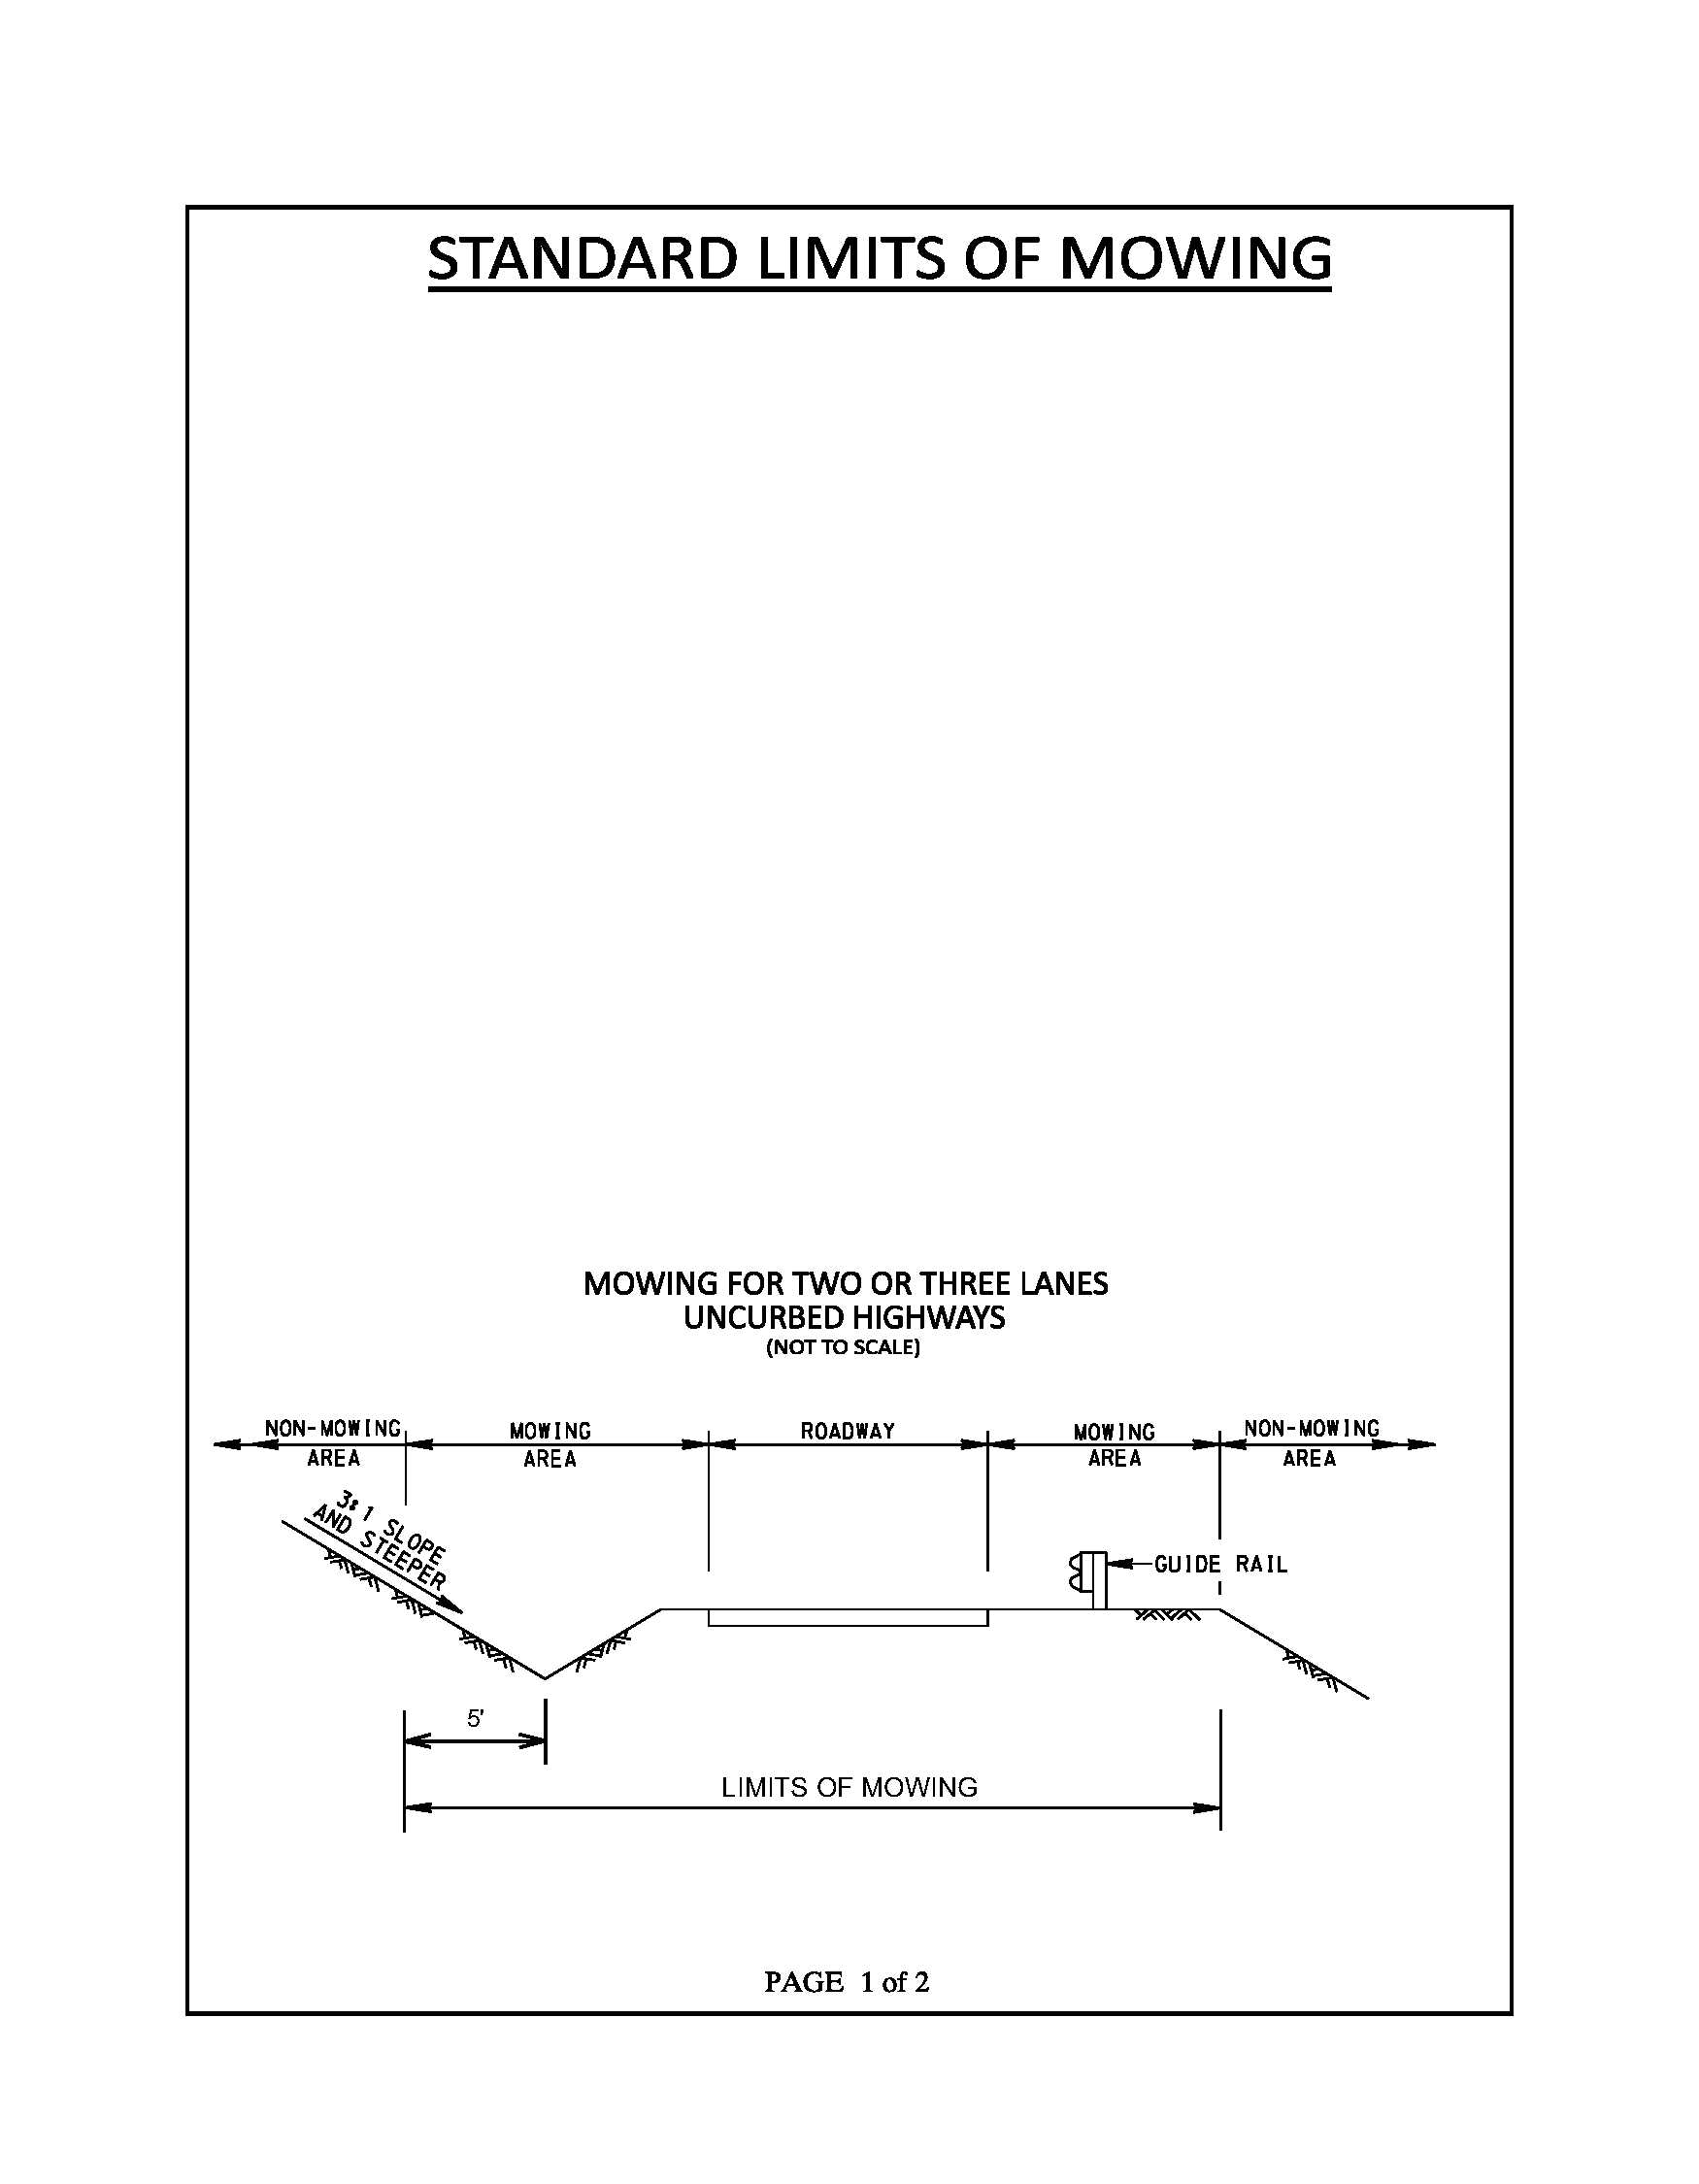 STANDARD LIMITS OF MOWING
MOWING FOR TWO OR THREE LANES
UNCURBED HIGHWAYS
(NOT TO SCALE)
NON-MOWING
AREA
MOWING
AREA
ROADWAY
MOWING
AREA
NON-MOWING
AREA
3:1 SLOPE
AND STEEPER
GUIDE RAIL
5'
LIMITS OF MOWING
PAGE 1 of 2